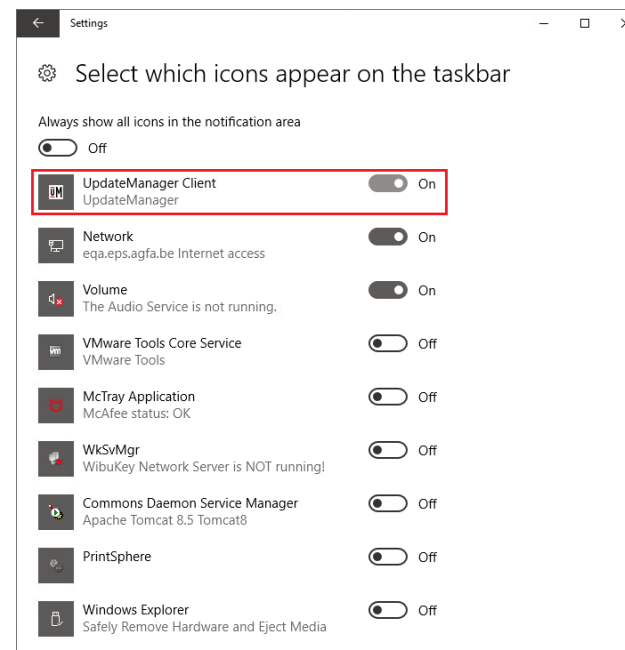 Settings
Select which icons appear on the taskbar
Always show all icons in the notification area
Off
UpdateManager Client
On
UpdateManager
Network
On
eqa.eps.agfa.be Internet access
Volume
On
The Audio Service is not running.
VMware Tools Core Service
Off
VMware Tools
McTray Application
Off
McAfee status: OK
WkSvMgr
Off
WibuKey Network Server is NOT running!
Commons Daemon Service Manager
Off
Apache Tomcat 8.5 Tomcat8
PrintSphere
Off
Windows Explorer
Off
Safely Remove Hardware and Eject Media